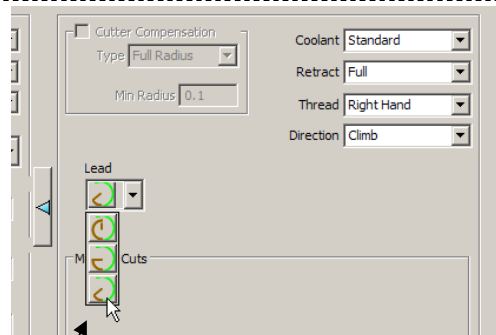 Cutter Compensation
Type Full Radius
Min Radius 0.1
Coolant Standard
Retract Full
Thread Right Hand
Direction Climb
Lead
M
Cuts